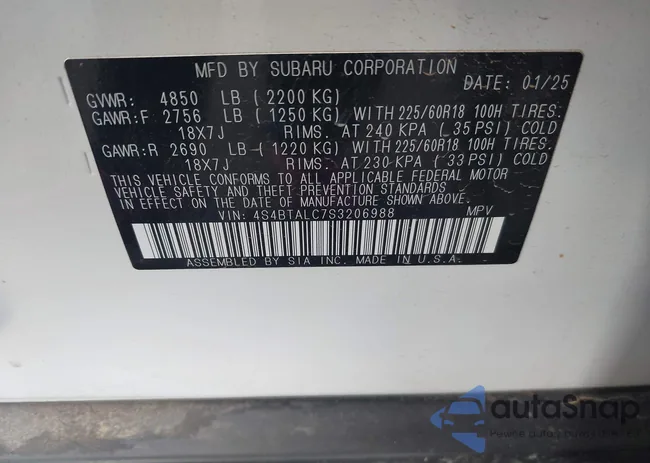 MFD BY SUBARU CORPORATION
DATE: 01/25
GVWR: 4850 LB (2200 KG)
GAWR:F 2756 LB (1250 KG) WITH 225/60R18 100H TIRES.
18X7J RIMS. AT 240 KPA (35 PSI) COLD
GAWR:R 2690 LB (1220 KG) WITH 225/60R18 100H TIRES.
18X7J RIMS. AT 230 KPA (33 PSI) COLD
THIS VEHICLE CONFORMS TO ALL APPLICABLE FEDERAL MOTOR
VEHICLE SAFETY, BUMPER, AND THEFT PREVENTION STANDARDS
IN EFFECT ON THE DATE OF MANUFACTURE SHOWN ABOVE.
VIN: 4S4BTALC7S3206988 MPV
ASSEMBLED BY SIA INC. MADE IN U.S.A.
autoSnap